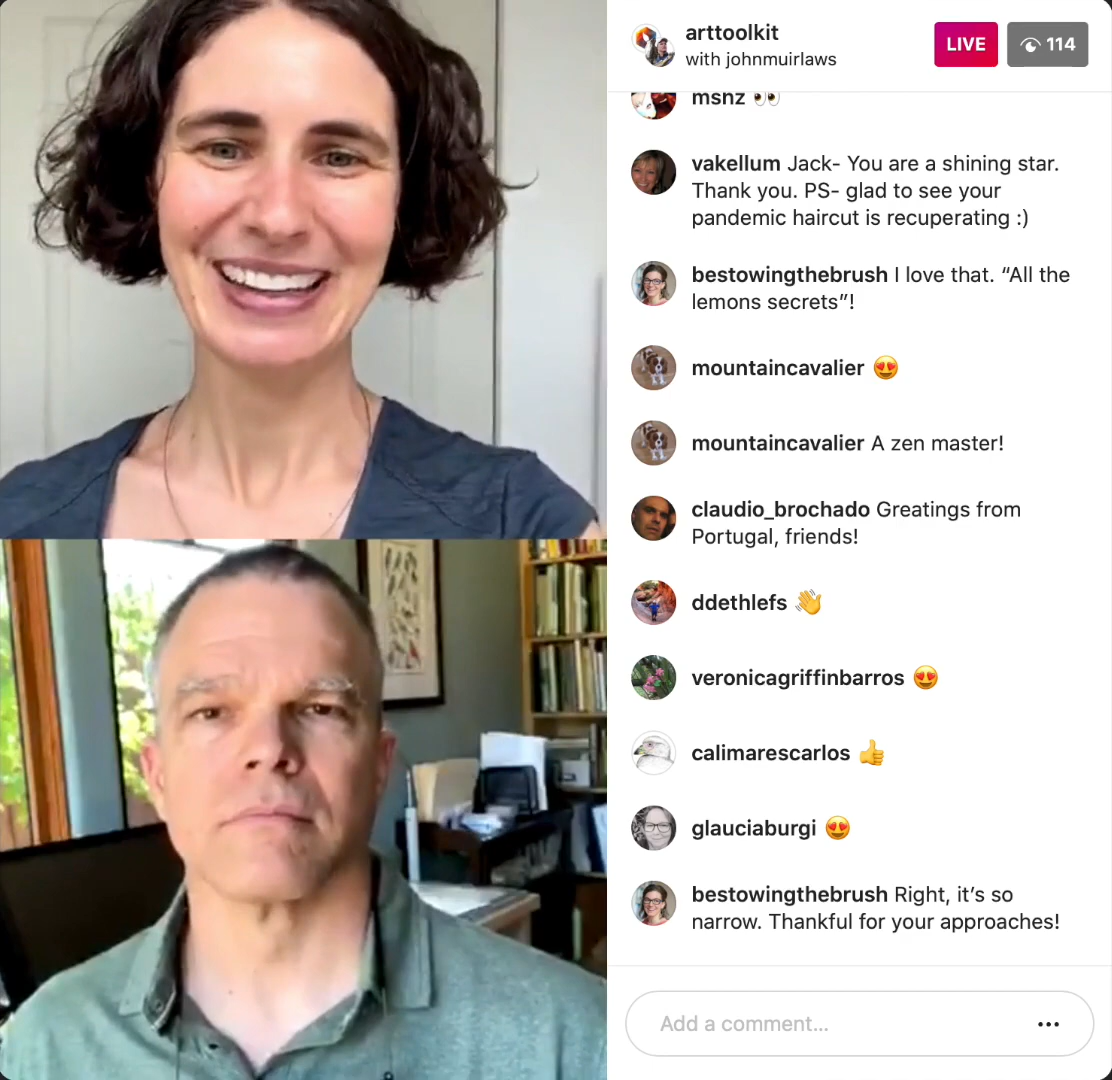 arttoolkit
with johnmuirlaws
LIVE
114
mshz 👀
vakellum Jack- You are a shining star.
Thank you. PS- glad to see your
pandemic haircut is recuperating :)
bestowingthebrush I love that. “All the
lemons secrets”!
mountaincavalier 😍
mountaincavalier A zen master!
claudio_brochado Greatings from
Portugal, friends!
ddethlefs 👋
veronicagriffinbarros 😍
calimarescarlos 👍
glauciaburgi 😍
bestowingthebrush Right, it’s so
narrow. Thankful for your approaches!
Add a comment...